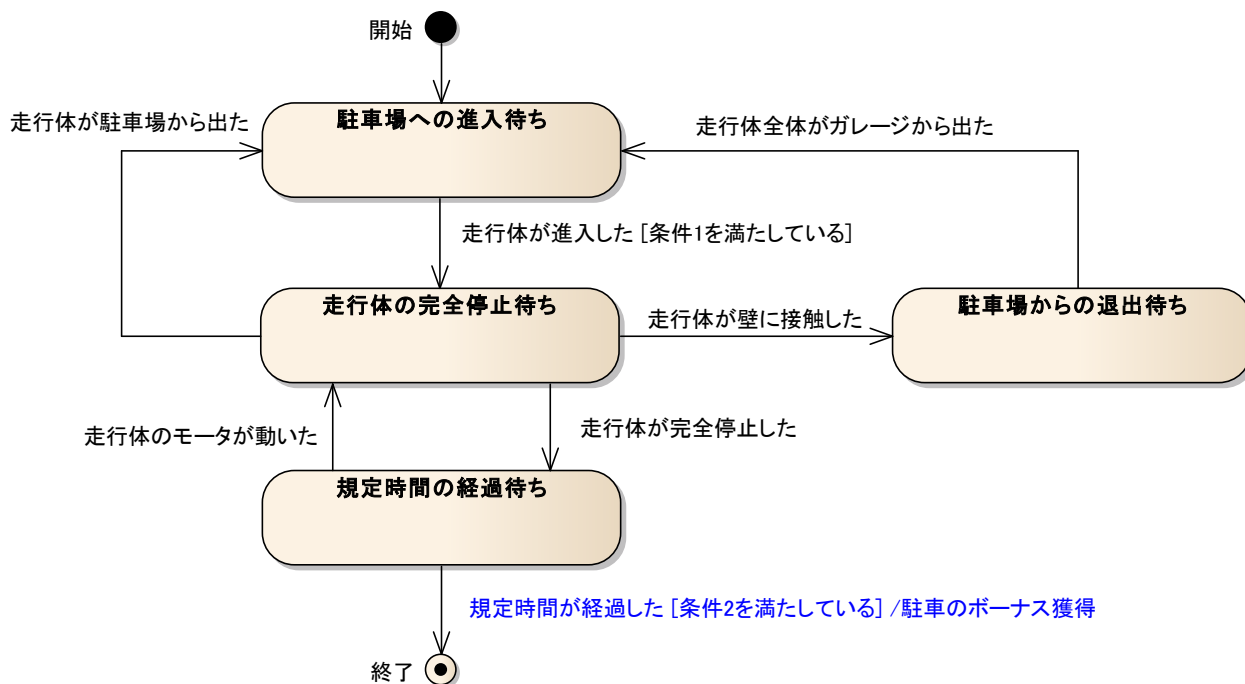 開始
駐車場への進入待ち
走行体が駐車場から出た
走行体全体がガレージから出た
走行体が進入した [条件1を満たしている]
走行体の完全停止待ち
走行体が壁に接触した
駐車場からの退出待ち
走行体のモータが動いた
走行体が完全停止した
規定時間の経過待ち
規定時間が経過した [条件2を満たしている] /駐車のボーナス獲得
終了